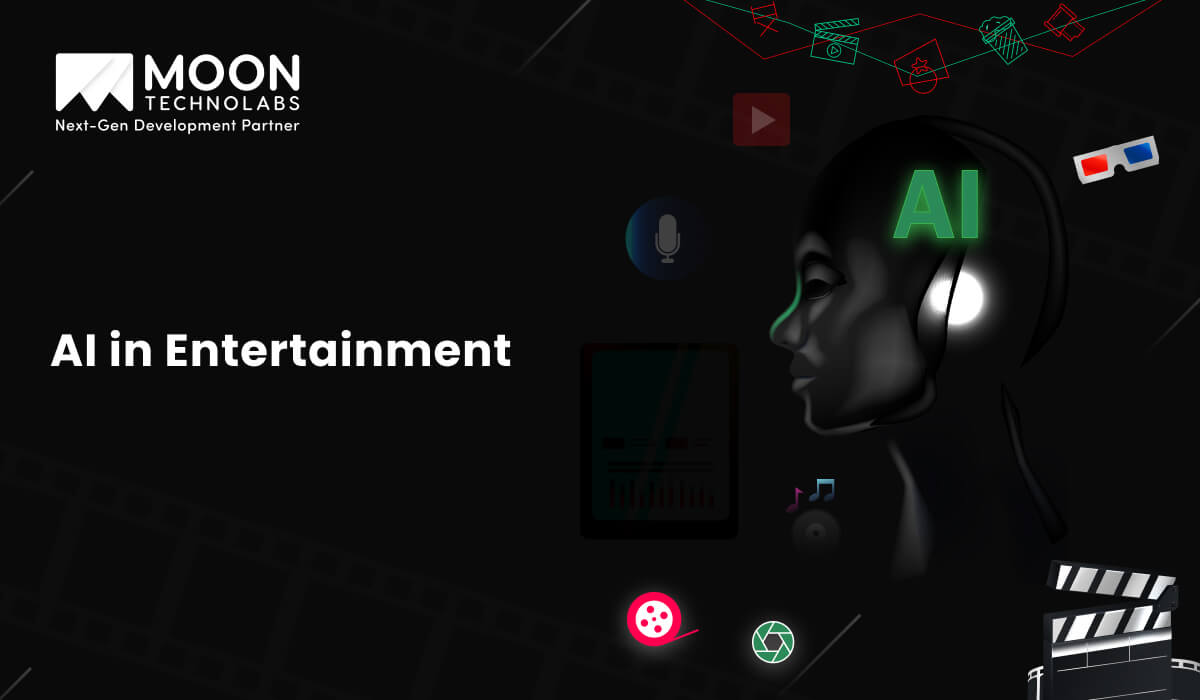 MOON
TECHNOLABS
Next-Gen Development Partner
AI
AI in Entertainment